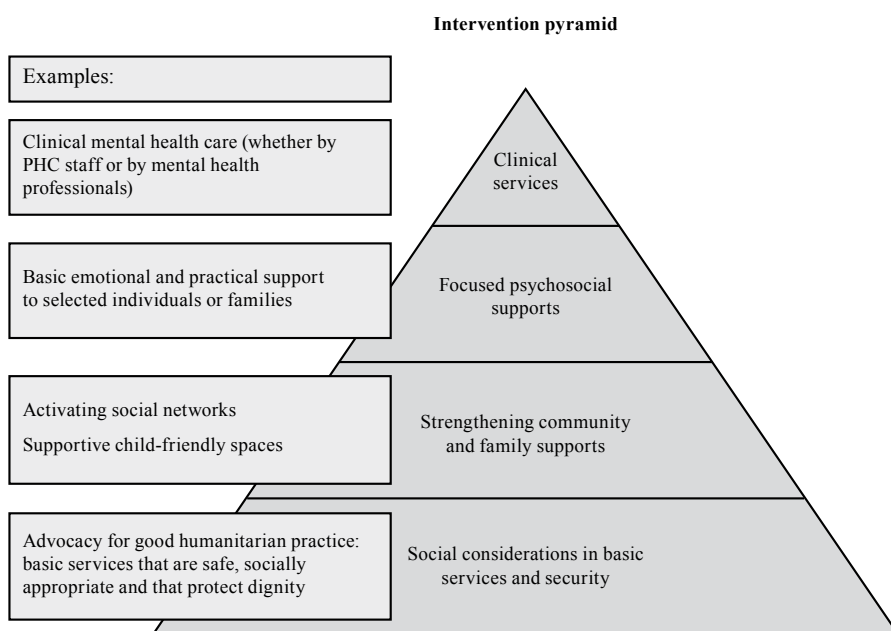 Intervention pyramid
Examples:
Clinical mental health care (whether by
PHC staff or by mental health
professionals)
Clinical
services
Basic emotional and practical support
to selected individuals or families
Focused psychosocial
supports
Activating social networks
Supportive child-friendly spaces
Strengthening community
and family supports
Advocacy for good humanitarian practice:
basic services that are safe, socially
appropriate and that protect dignity
Social considerations in basic
services and security